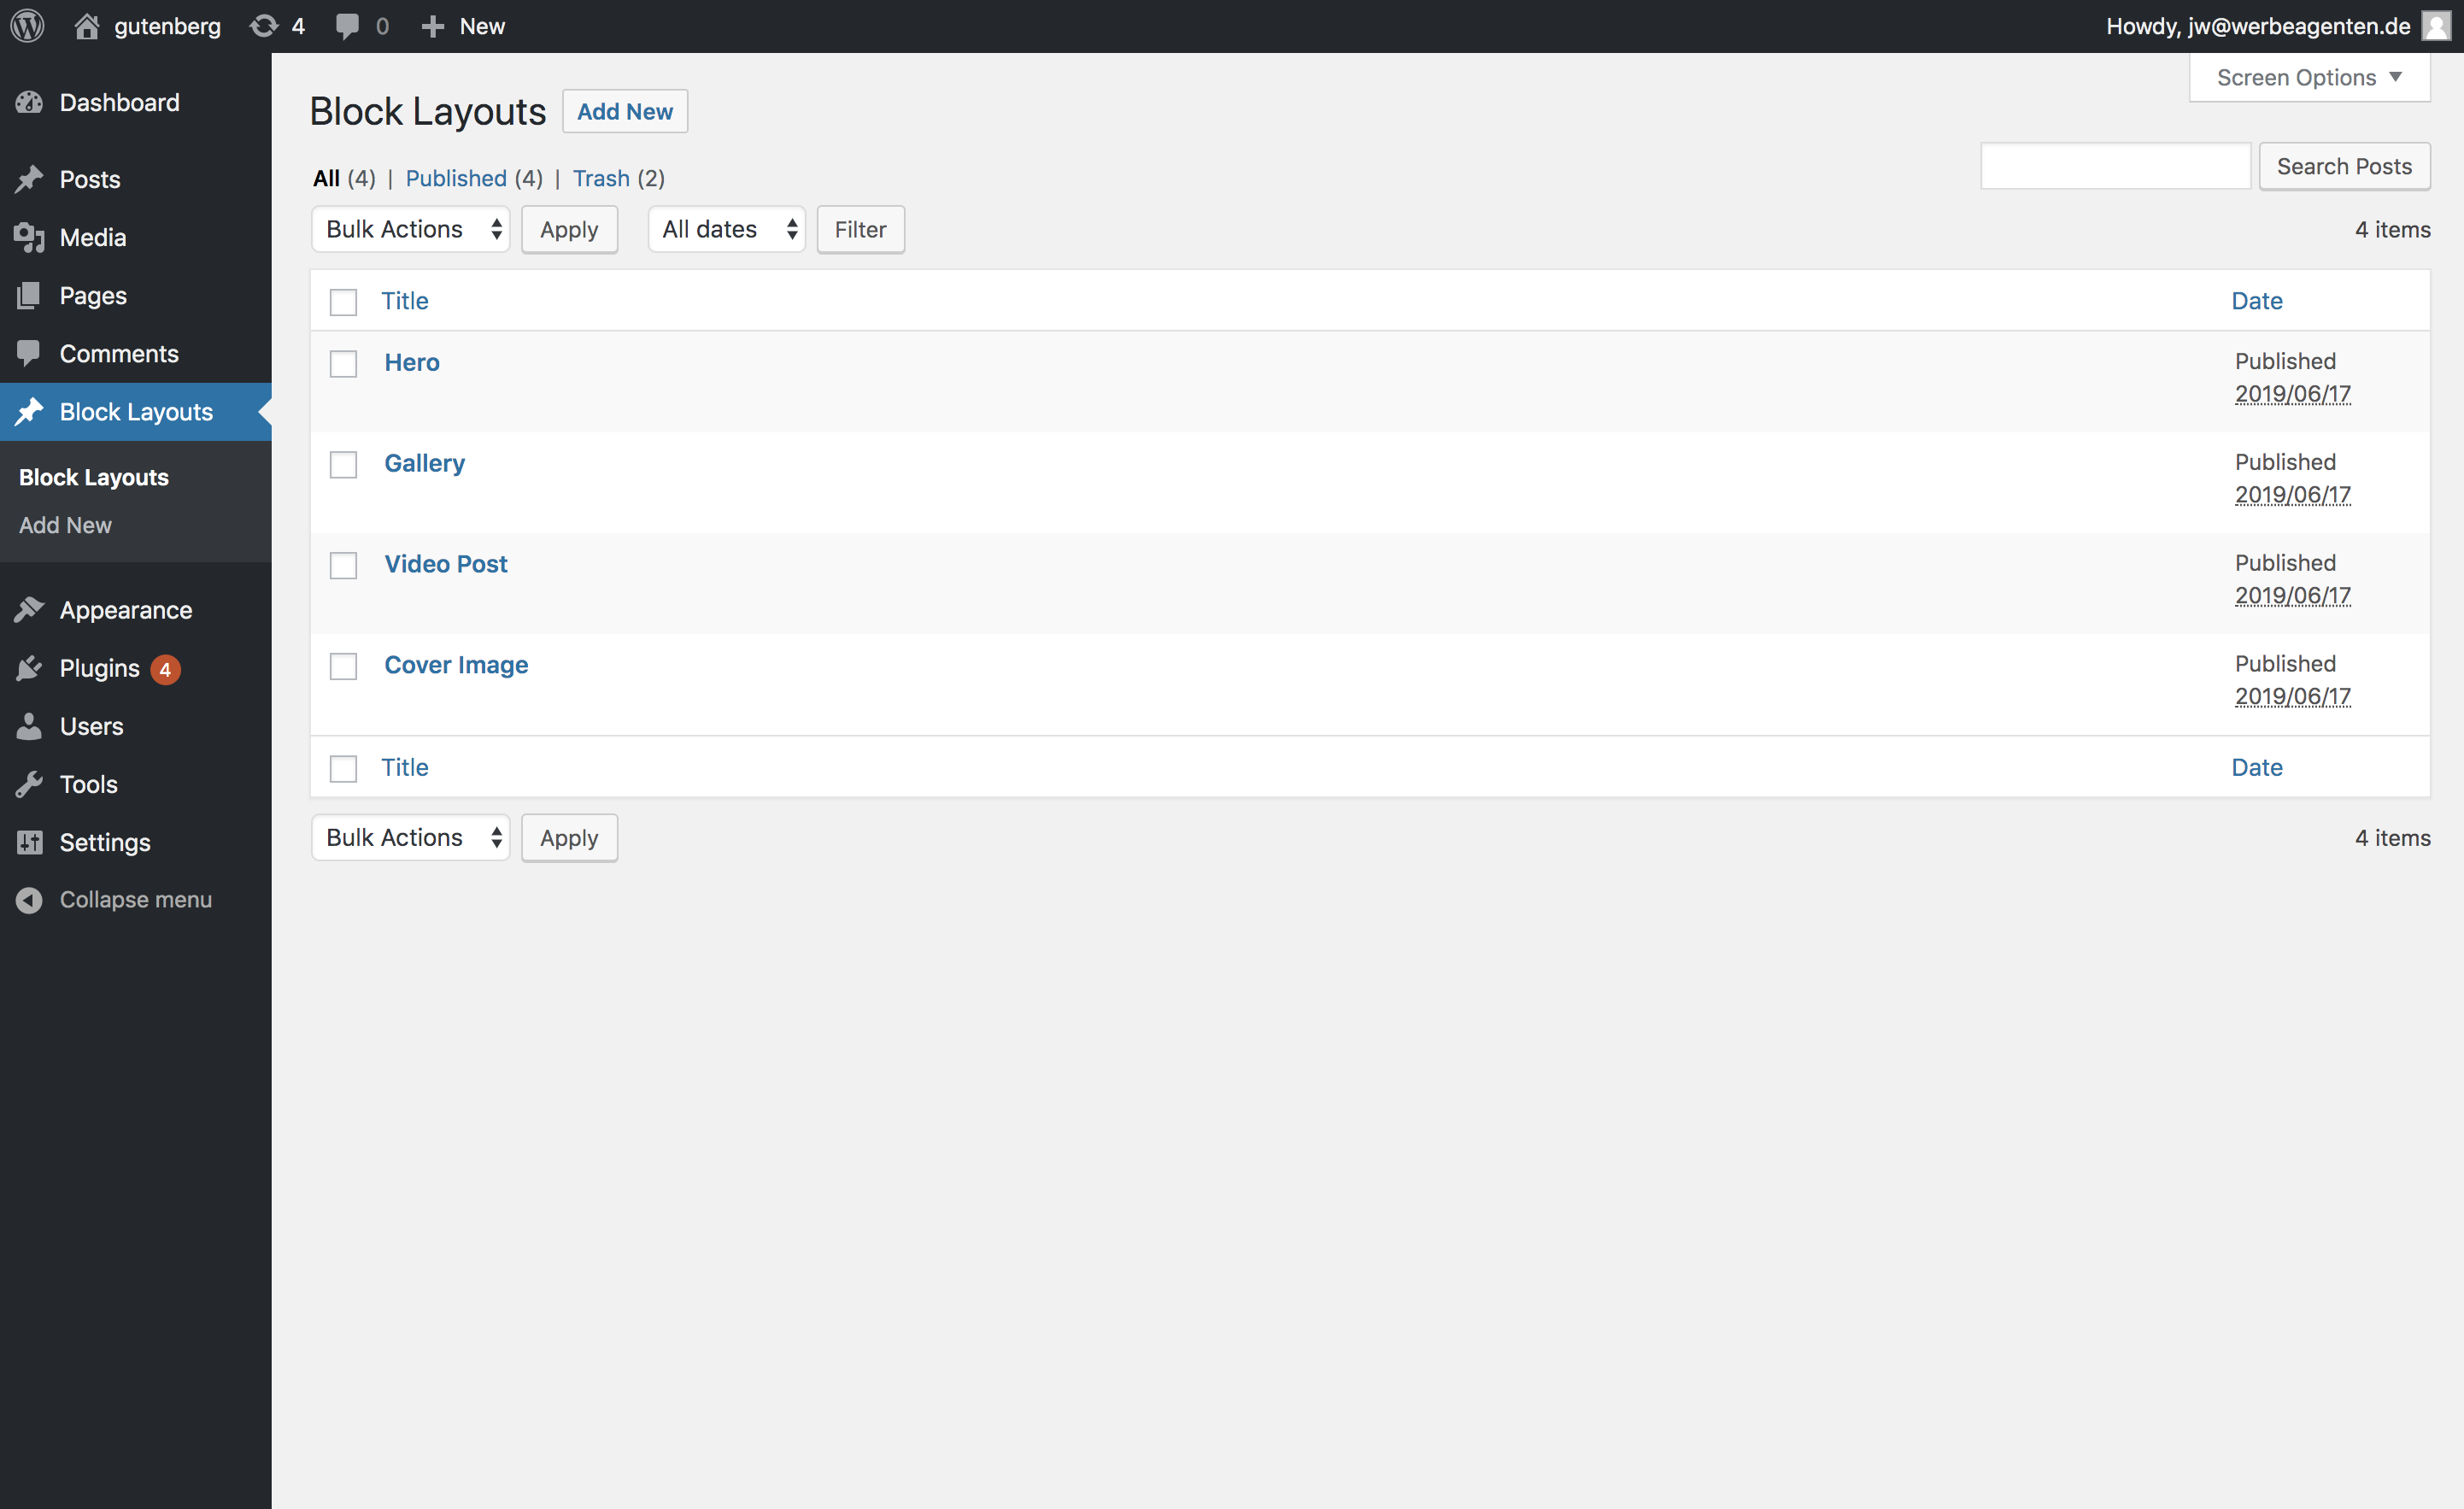 gutenberg 4 0 New Howdy, jw@werbeagenten.de
Dashboard
Posts
Media
Pages
Comments
Block Layouts
Block Layouts
Add New
Appearance
Plugins 4
Users
Tools
Settings
Collapse menu
Screen Options
Block Layouts Add New
All (4) | Published (4) | Trash (2)
Search Posts
Bulk Actions Apply All dates Filter 4 items
Title Date
Hero Published
2019/06/17
Gallery Published
2019/06/17
Video Post Published
2019/06/17
Cover Image Published
2019/06/17
Title Date
Bulk Actions Apply 4 items